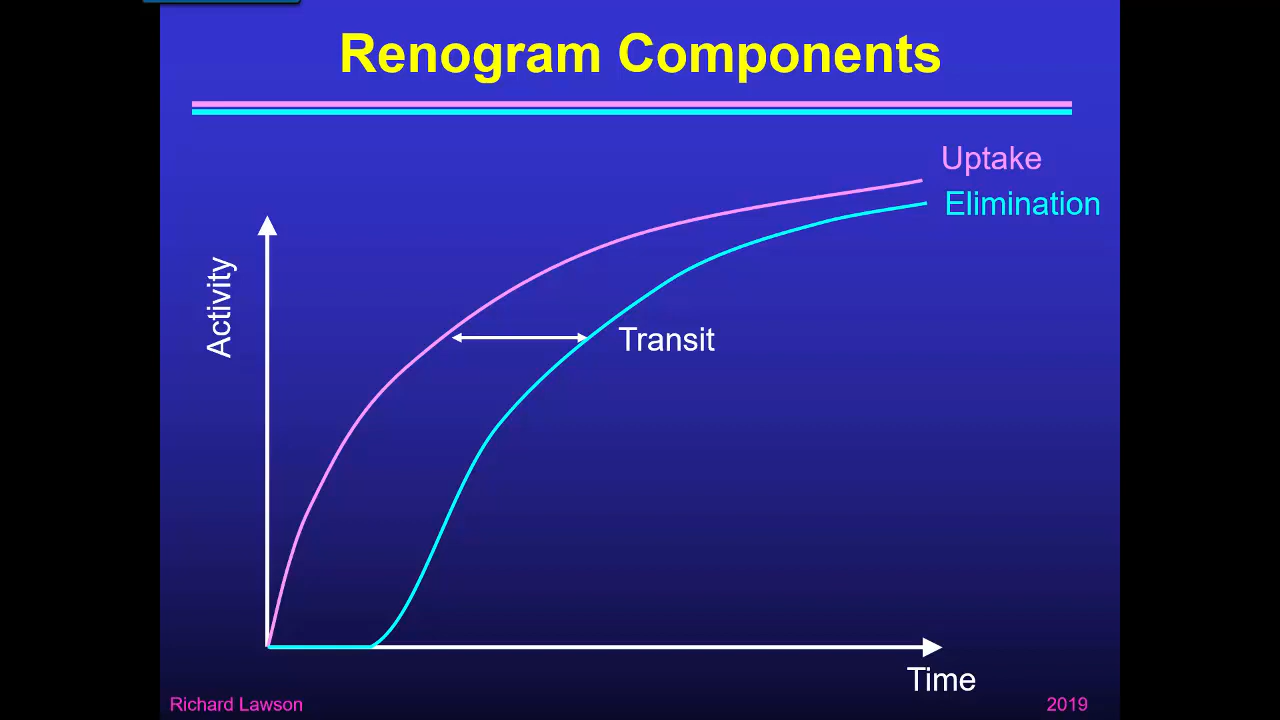 Renogram Components
Uptake
Elimination
Activity
Transit
Time
Richard Lawson
2019